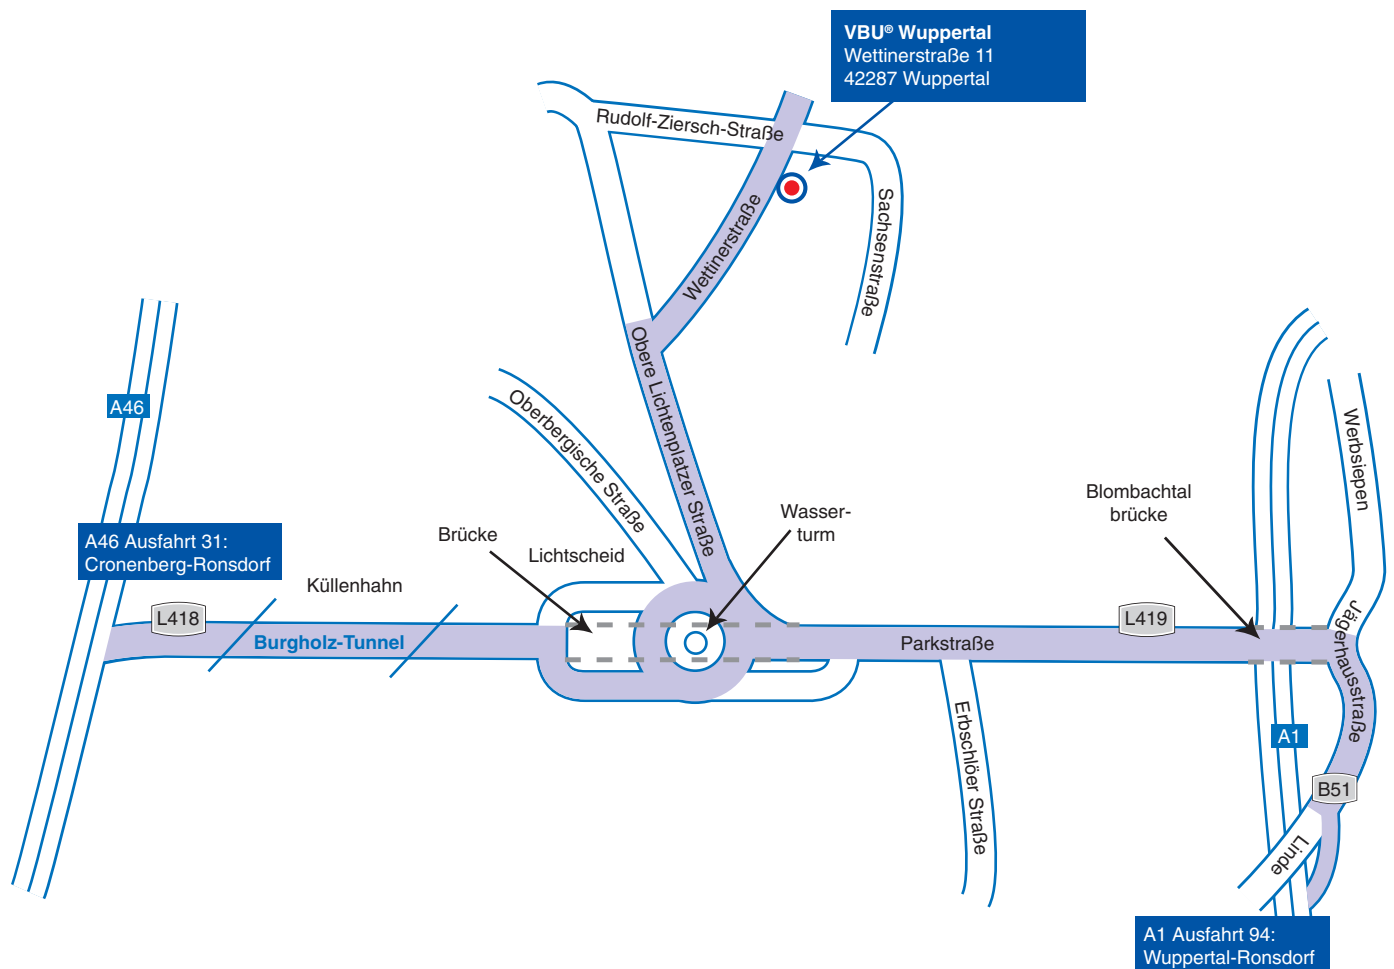 VBU® Wuppertal
Wettinerstraße 11
42287 Wuppertal
Rudolf-Ziersch-Straße
Sachsenstraße
Wettinerstraße
Obere Lichtenplatzer Straße
Oberbergische Straße
A46
A46 Ausfahrt 31:
Cronenberg-Ronsdorf
Küllenhahn
L418
Burgholz-Tunnel
Brücke
Lichtscheid
Wasser-
turm
Blombachtal
brücke
Werbsiepen
L419
Parkstraße
Jägerhausstraße
Erbschlöer Straße
A1
B51
Linde
A1 Ausfahrt 94:
Wuppertal-Ronsdorf